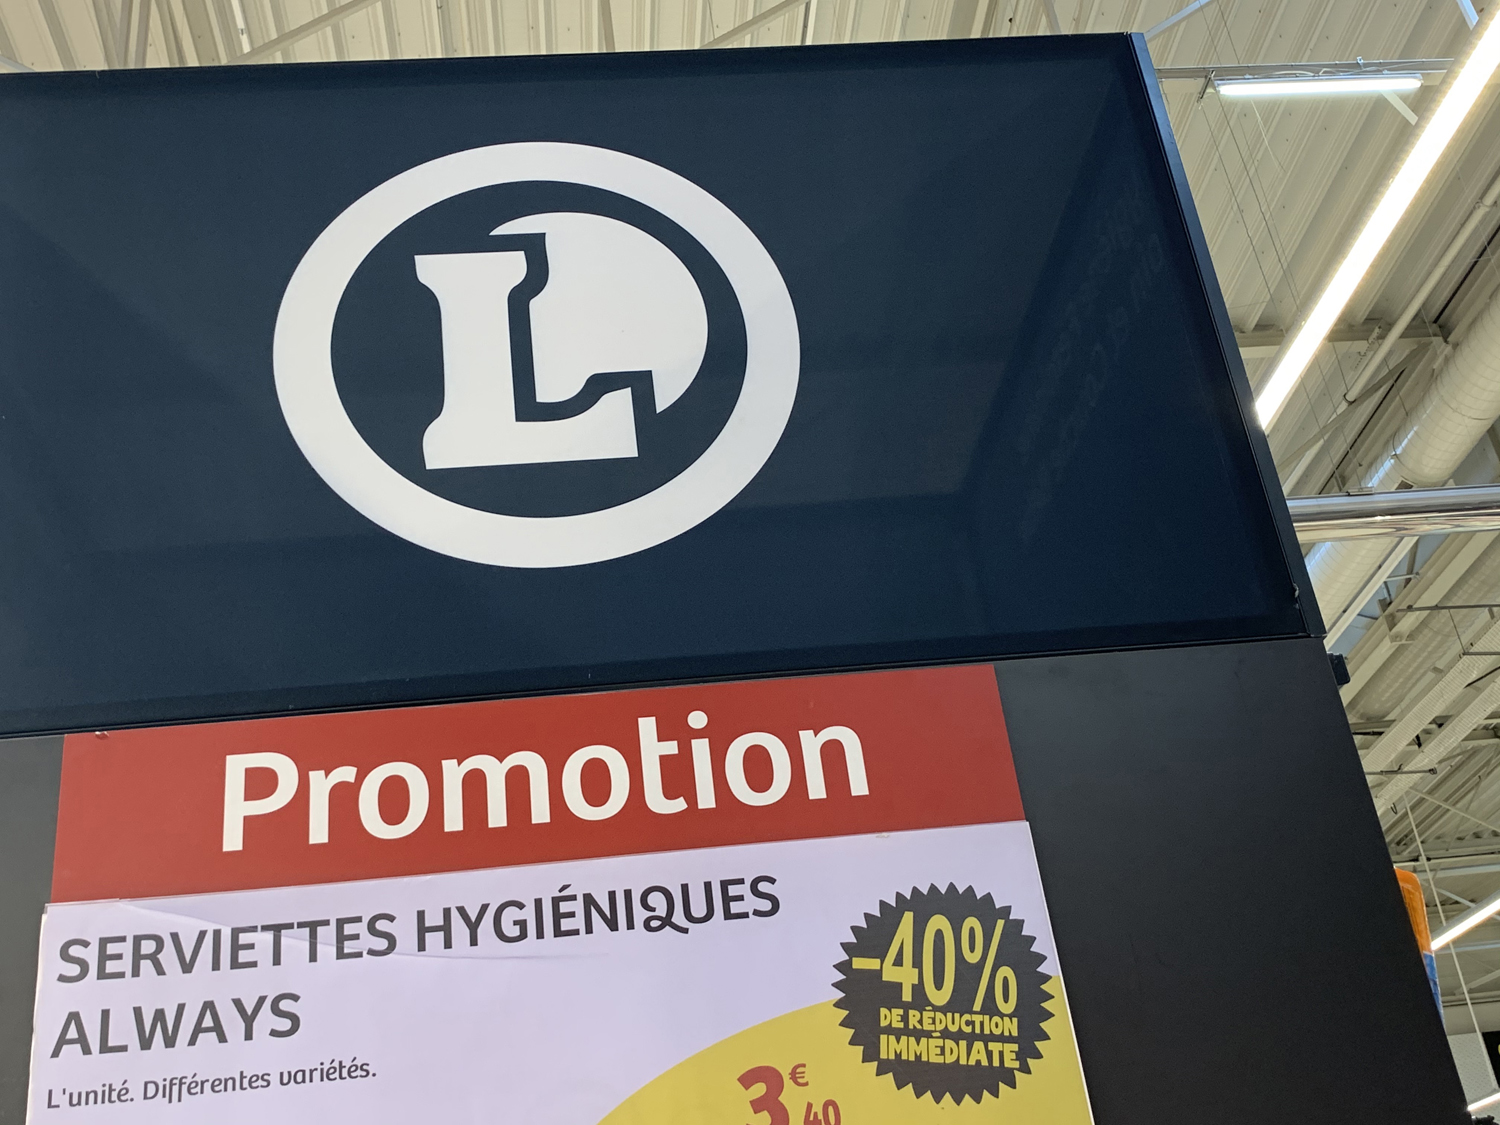 L
Promotion
SERVIETTES HYGIÉNIQUES
ALWAYS
L'unité. Différentes variétés.
-40%
DE RÉDUCTION
IMMÉDIATE
3€
,40